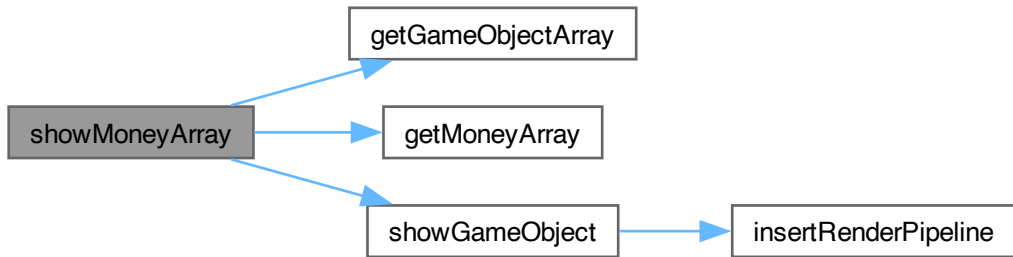 getGameObjectArray
showMoneyArray
getMoneyArray
showGameObject
insertRenderPipeline